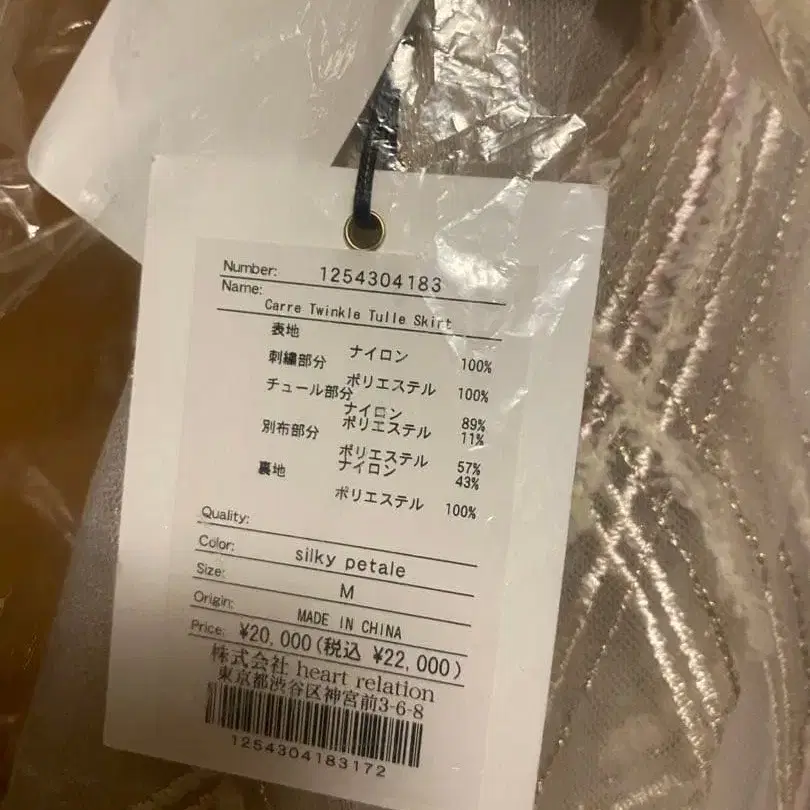 Number: 1254304183
Name: Carre Twinkle Tulle Skirt
表地
ナイロン 100%
刺繍部分
ポリエステル 100%
チュール部分
ナイロン 89%
ポリエステル 11%
別布部分
ポリエステル 57%
ナイロン 43%
裏地
ポリエステル 100%
Quality:
Color: silky petale
Size: M
Origin: MADE IN CHINA
Price: ¥20,000(税込 ¥22,000)
株式会社 heart relation
東京都渋谷区神宮前3-6-8
1254304183172